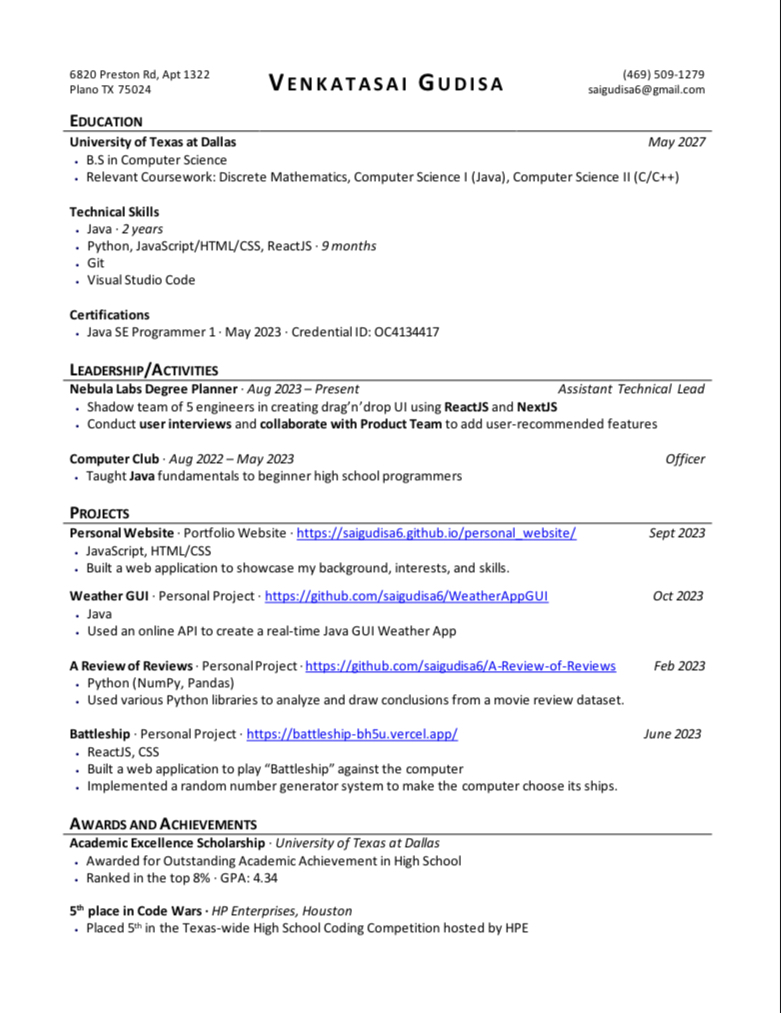 6820 Preston Rd, Apt 1322
Plano TX 75024
VENKATASAI GUDISA
(469) 509-1279
saigudisa6@gmail.com
EDUCATION
University of Texas at Dallas May 2027
• B.S in Computer Science
• Relevant Coursework: Discrete Mathematics, Computer Science I (Java), Computer Science II (C/C++)
Technical Skills
• Java · 2 years
• Python, JavaScript/HTML/CSS, ReactJS · 9 months
• Git
• Visual Studio Code
Certifications
• Java SE Programmer 1 · May 2023 · Credential ID: OC4134417
LEADERSHIP/ACTIVITIES
Nebula Labs Degree Planner · Aug 2023 – Present Assistant Technical Lead
• Shadow team of 5 engineers in creating drag’n’drop UI using ReactJS and NextJS
• Conduct user interviews and collaborate with Product Team to add user-recommended features
Computer Club · Aug 2022 – May 2023 Officer
• Taught Java fundamentals to beginner high school programmers
PROJECTS
Personal Website · Portfolio Website · https://saigudisa6.github.io/personal_website/ Sept 2023
• JavaScript, HTML/CSS
• Built a web application to showcase my background, interests, and skills.
Weather GUI · Personal Project · https://github.com/saigudisa6/WeatherAppGUI Oct 2023
• Java
• Used an online API to create a real-time Java GUI Weather App
A Review of Reviews · Personal Project · https://github.com/saigudisa6/A-Review-of-Reviews Feb 2023
• Python (NumPy, Pandas)
• Used various Python libraries to analyze and draw conclusions from a movie review dataset.
Battleship · Personal Project · https://battleship-bh5u.vercel.app/ June 2023
• ReactJS, CSS
• Built a web application to play “Battleship” against the computer
• Implemented a random number generator system to make the computer choose its ships.
AWARDS AND ACHIEVEMENTS
Academic Excellence Scholarship · University of Texas at Dallas
• Awarded for Outstanding Academic Achievement in High School
• Ranked in the top 8% · GPA: 4.34
5th place in Code Wars · HP Enterprises, Houston
• Placed 5th in the Texas-wide High School Coding Competition hosted by HPE